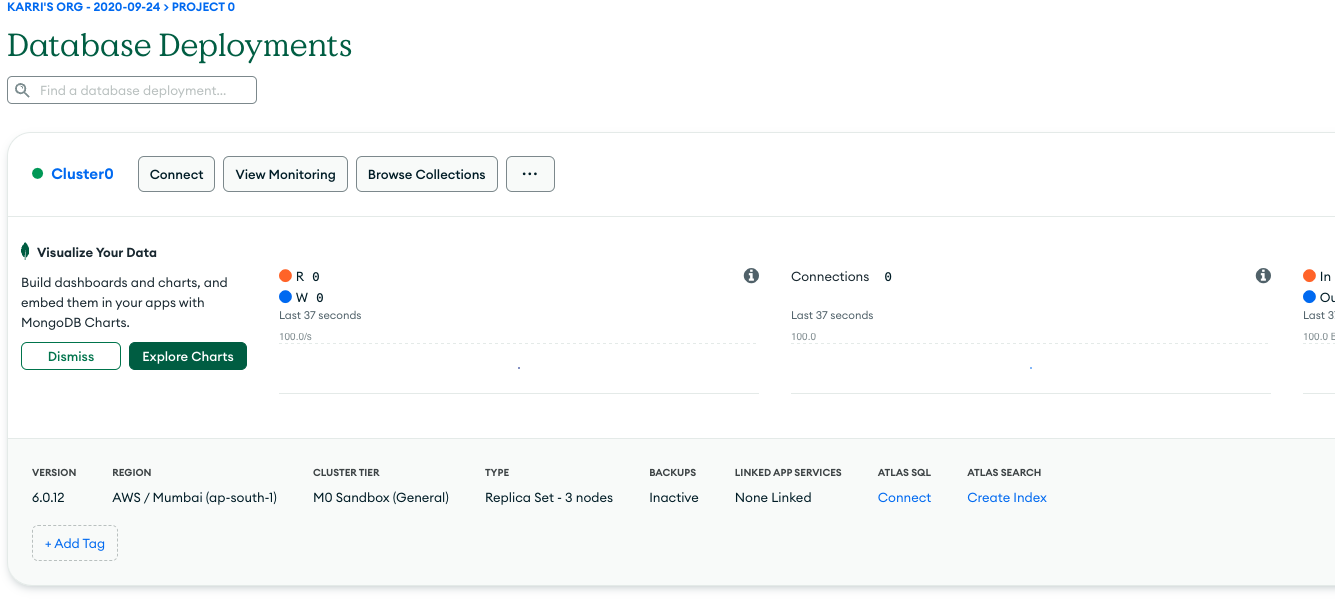 KARRI'S ORG - 2020-09-24 > PROJECT 0
Database Deployments
Find a database deployment...
Cluster0
Connect
View Monitoring
Browse Collections
...
Visualize Your Data
Build dashboards and charts, and
embed them in your apps with
MongoDB Charts.
Dismiss
Explore Charts
R 0
W 0
Last 37 seconds
100.0/s
Connections 0
Last 37 seconds
100.0
In
Ou
Last 3
100.0 B
VERSION
6.0.12
REGION
AWS / Mumbai (ap-south-1)
CLUSTER TIER
M0 Sandbox (General)
TYPE
Replica Set - 3 nodes
BACKUPS
Inactive
LINKED APP SERVICES
None Linked
ATLAS SQL
Connect
ATLAS SEARCH
Create Index
+ Add Tag